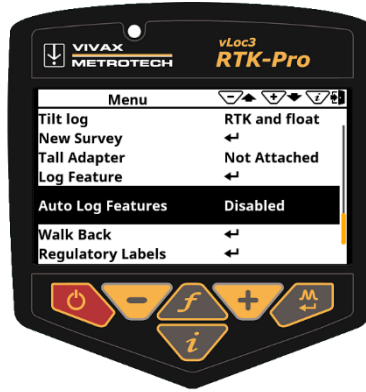 VIVAX
METROTECH
vLoc3
RTK-Pro
Menu
Tilt log RTK and float
New Survey
Tall Adapter Not Attached
Log Feature
Auto Log Features Disabled
Walk Back
Regulatory Labels
f
i